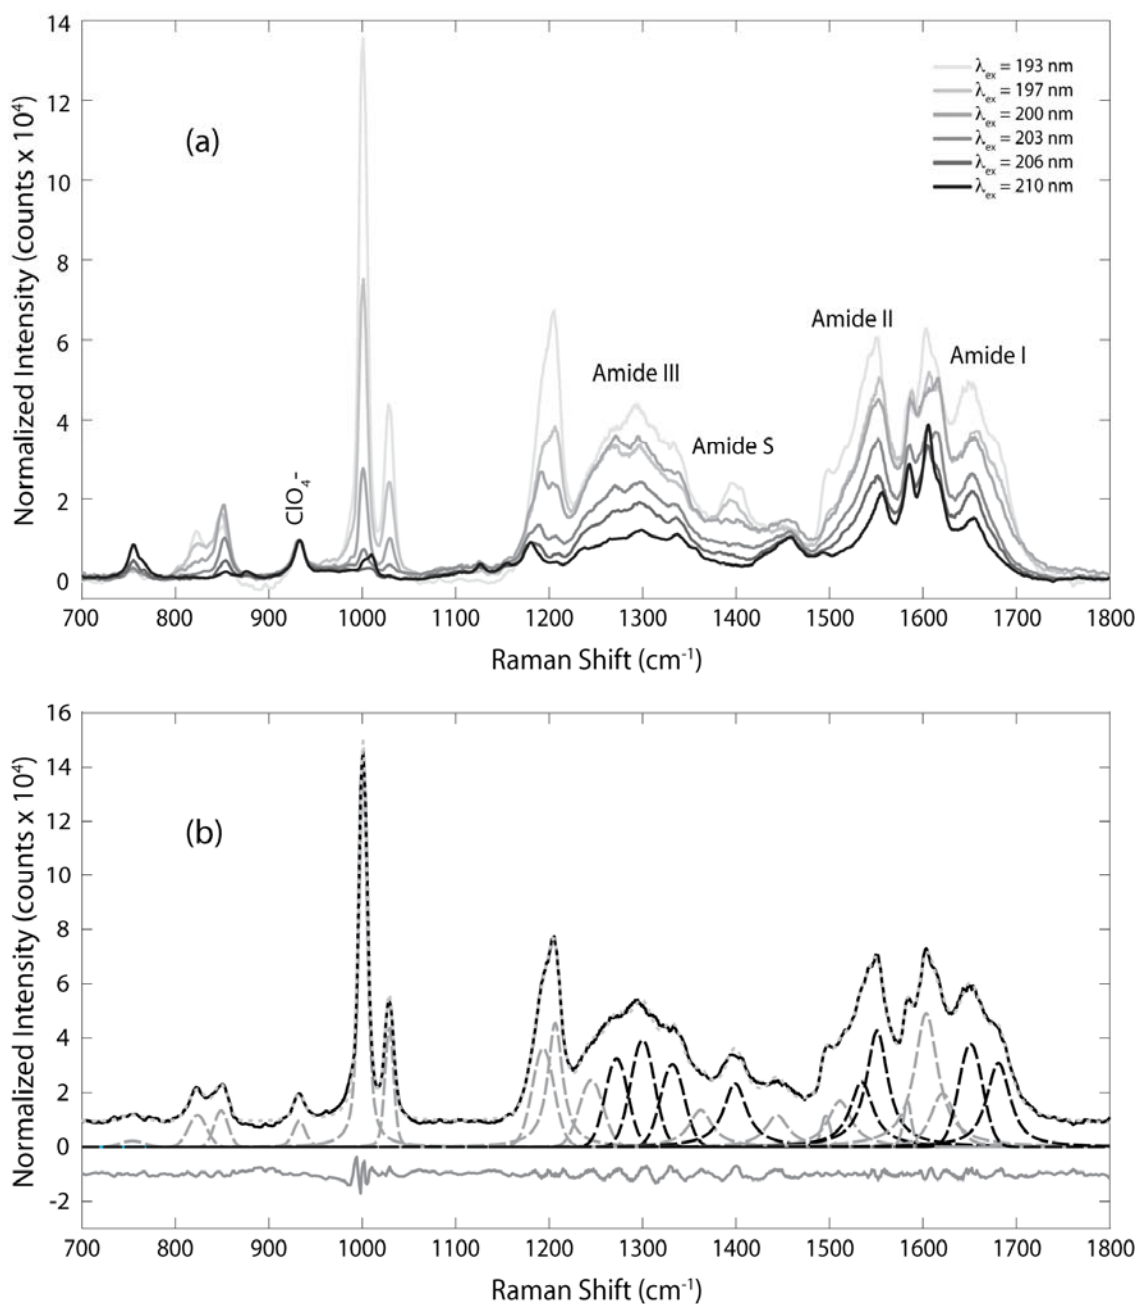 14
12
10
8
6
4
2
0
Normalized Intensity (counts x 10⁴)
(a)
λex = 193 nm
λex = 197 nm
λex = 200 nm
λex = 203 nm
λex = 206 nm
λex = 210 nm
ClO₄⁻
Amide III
Amide S
Amide II
Amide I
700 800 900 1000 1100 1200 1300 1400 1500 1600 1700 1800
Raman Shift (cm⁻¹)
16
14
12
10
8
6
4
2
0
-2
Normalized Intensity (counts x 10⁴)
(b)
700 800 900 1000 1100 1200 1300 1400 1500 1600 1700 1800
Raman Shift (cm⁻¹)